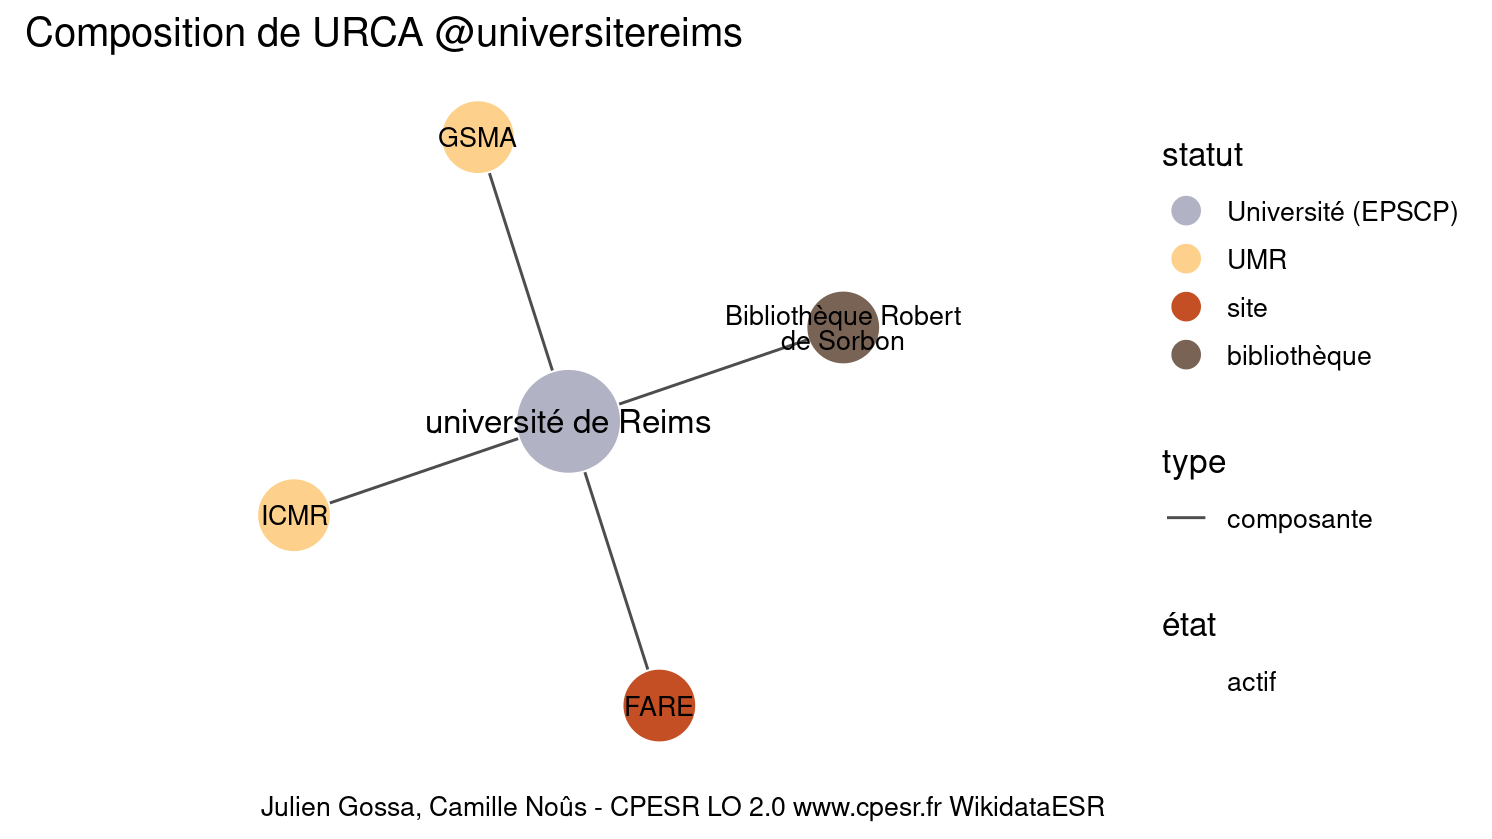 Composition de URCA @universitereims
GSMA
Bibliothèque Robert
de Sorbon
université de Reims
ICMR
FARE
statut
Université (EPSCP)
UMR
site
bibliothèque
type
composante
état
actif
Julien Gossa, Camille Noûs - CPESR LO 2.0 www.cpesr.fr WikidataESR